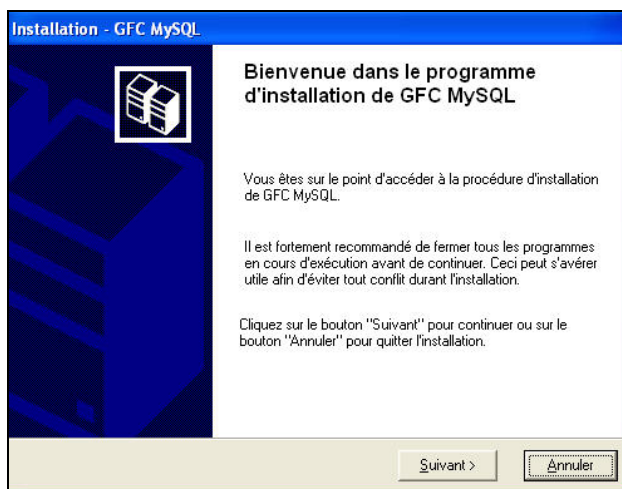 Installation - GFC MySQL
Bienvenue dans le programme
d'installation de GFC MySQL
Vous êtes sur le point d'accéder à la procédure d'installation
de GFC MySQL.
Il est fortement recommandé de fermer tous les programmes
en cours d'exécution avant de continuer. Ceci peut s'avérer
utile afin d'éviter tout conflit durant l'installation.
Cliquez sur le bouton "Suivant" pour continuer ou sur le
bouton "Annuler" pour quitter l'installation.
Suivant >
Annuler